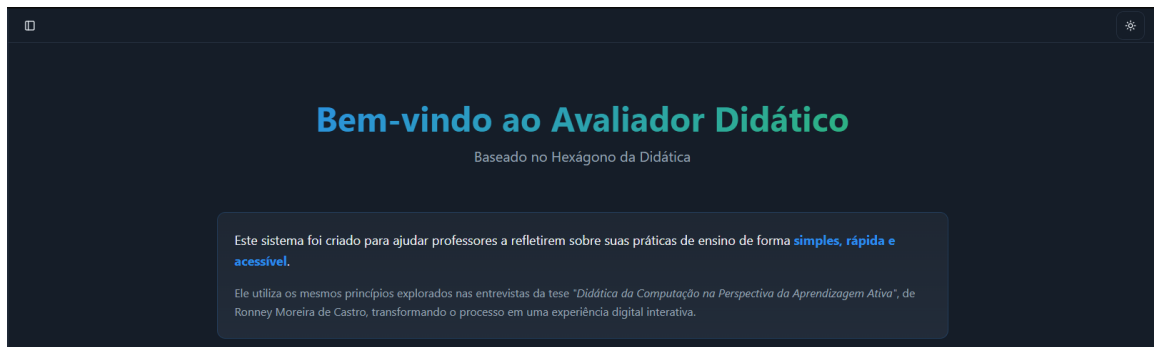 Bem-vindo ao Avaliador Didático
Baseado no Hexágono da Didática
Este sistema foi criado para ajudar professores a refletirem sobre suas práticas de ensino de forma simples, rápida e
acessível.
Ele utiliza os mesmos princípios explorados nas entrevistas da tese "Didática da Computação na Perspectiva da Aprendizagem Ativa", de
Ronney Moreira de Castro, transformando o processo em uma experiência digital interativa.